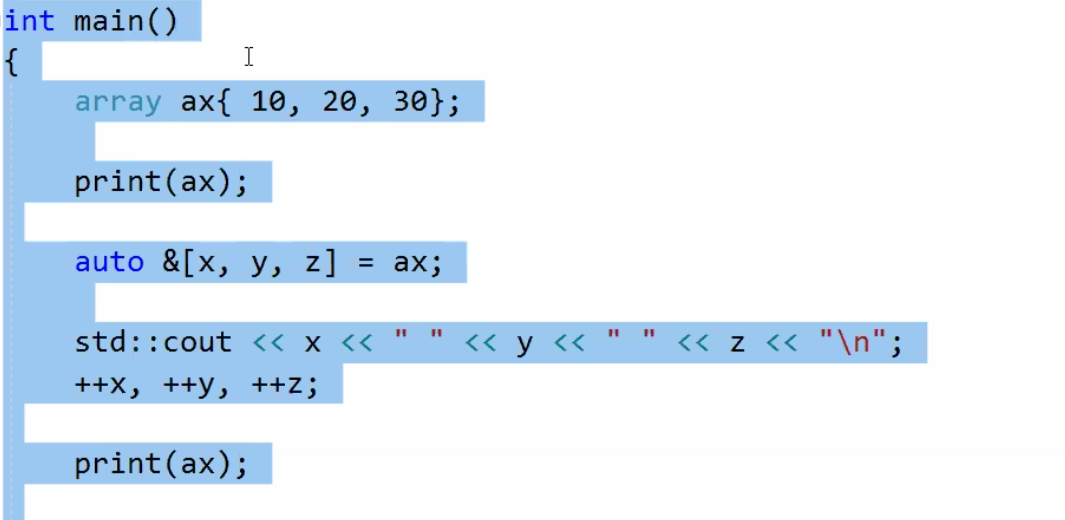 int main()
{
    array ax{ 10, 20, 30};
    print(ax);
    auto &[x, y, z] = ax;
    std::cout << x << " " << y << " " << z << "\n";
    ++x, ++y, ++z;
    print(ax);